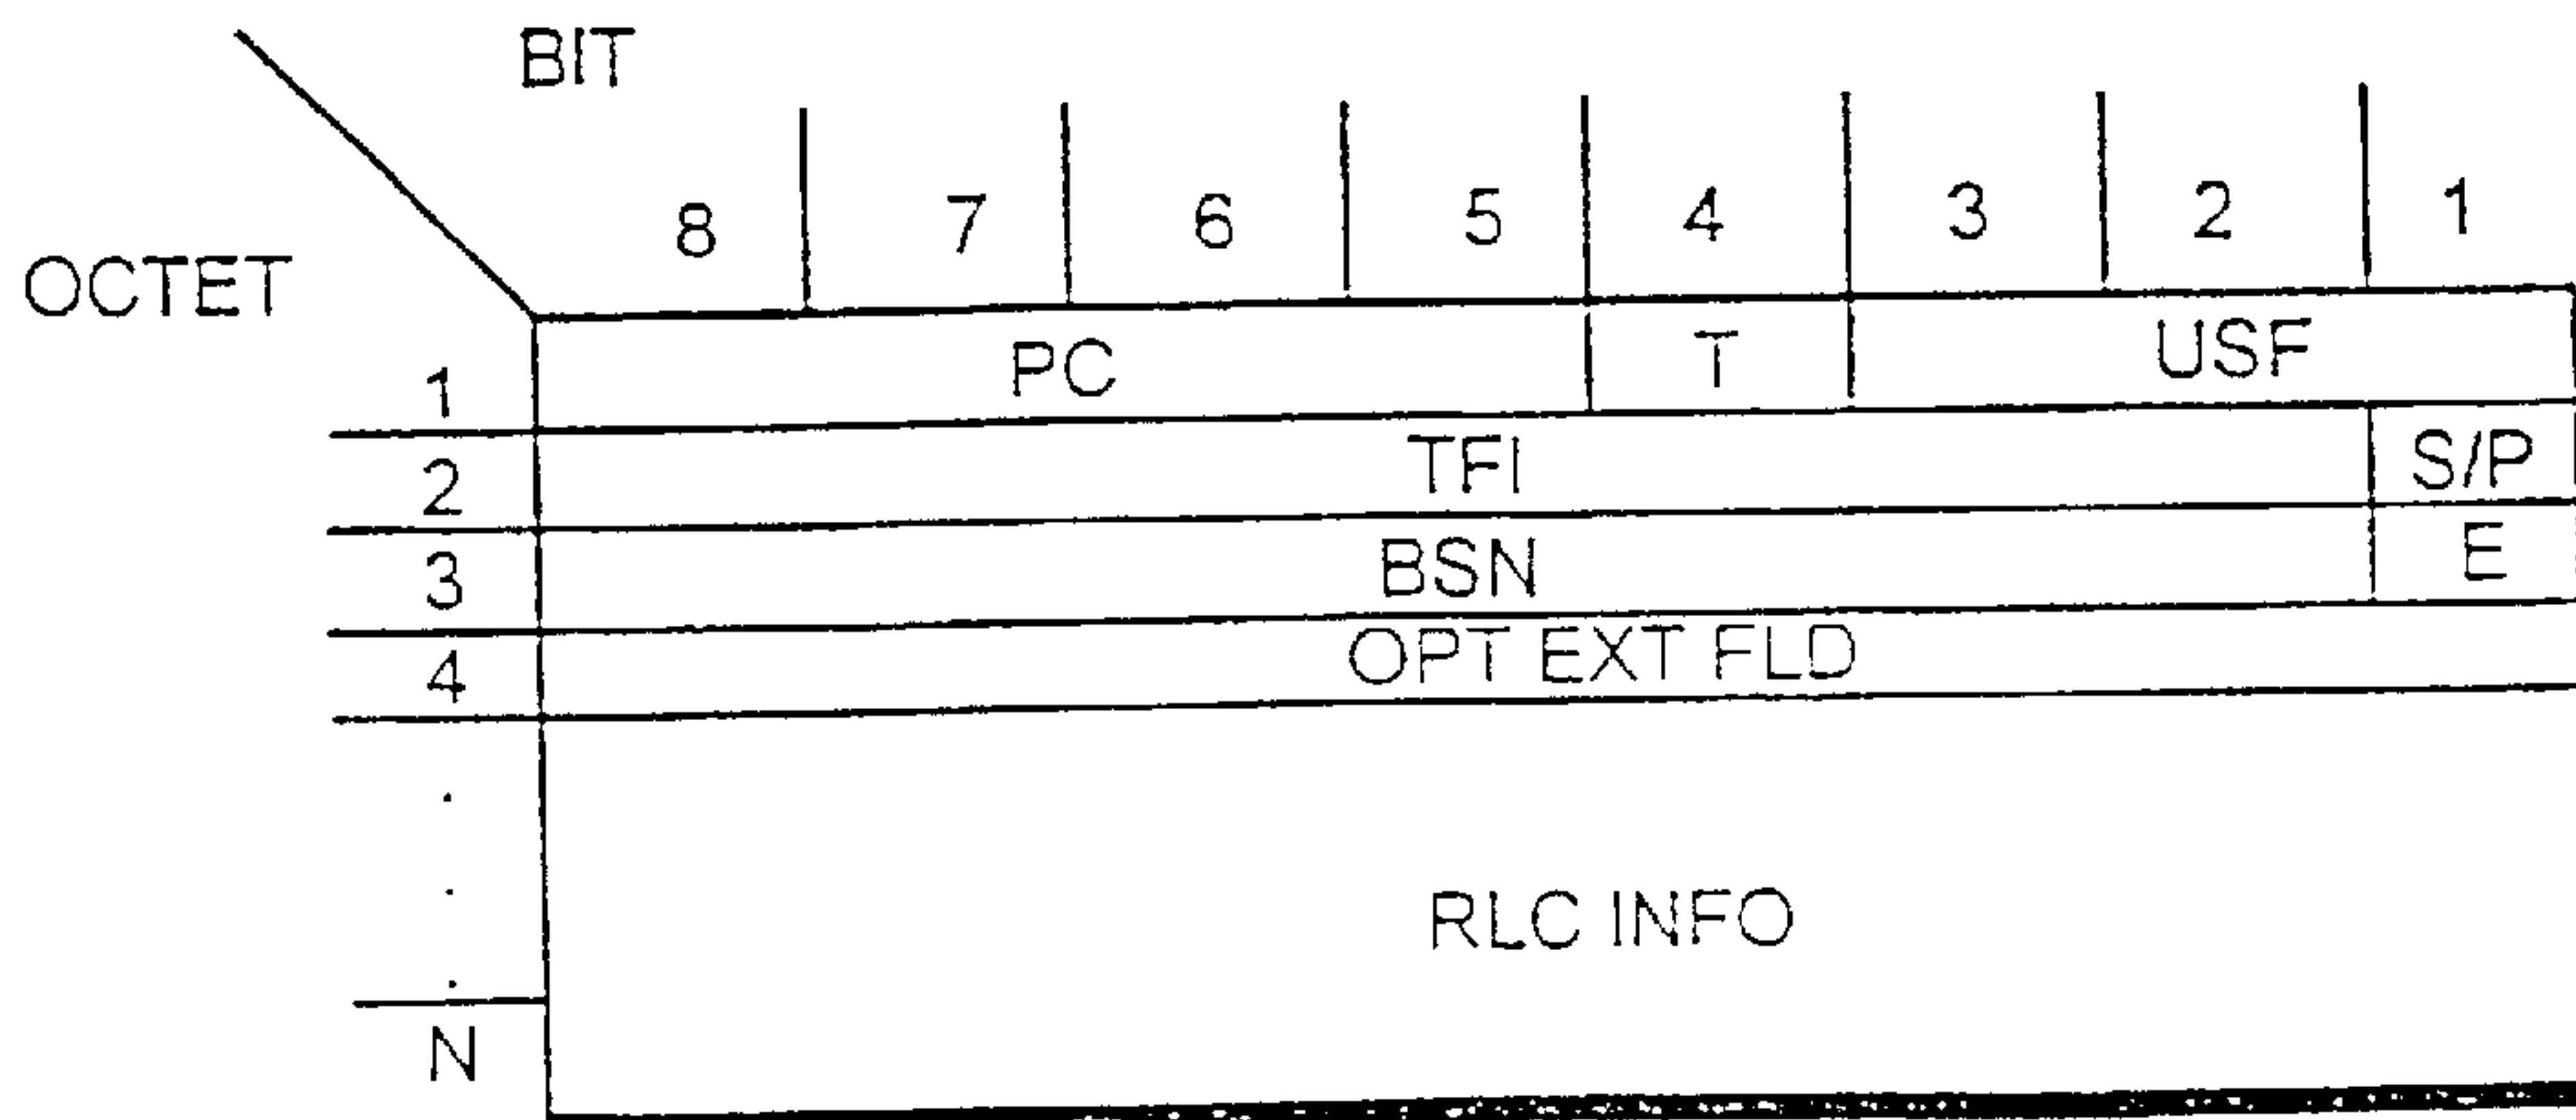 BIT
8 7 6 5 4 3 2 1
OCTET
1 PC T USF
2 TFI S/P
3 BSN E
4 OPT EXT FLD
.
.
RLC INFO
.
N